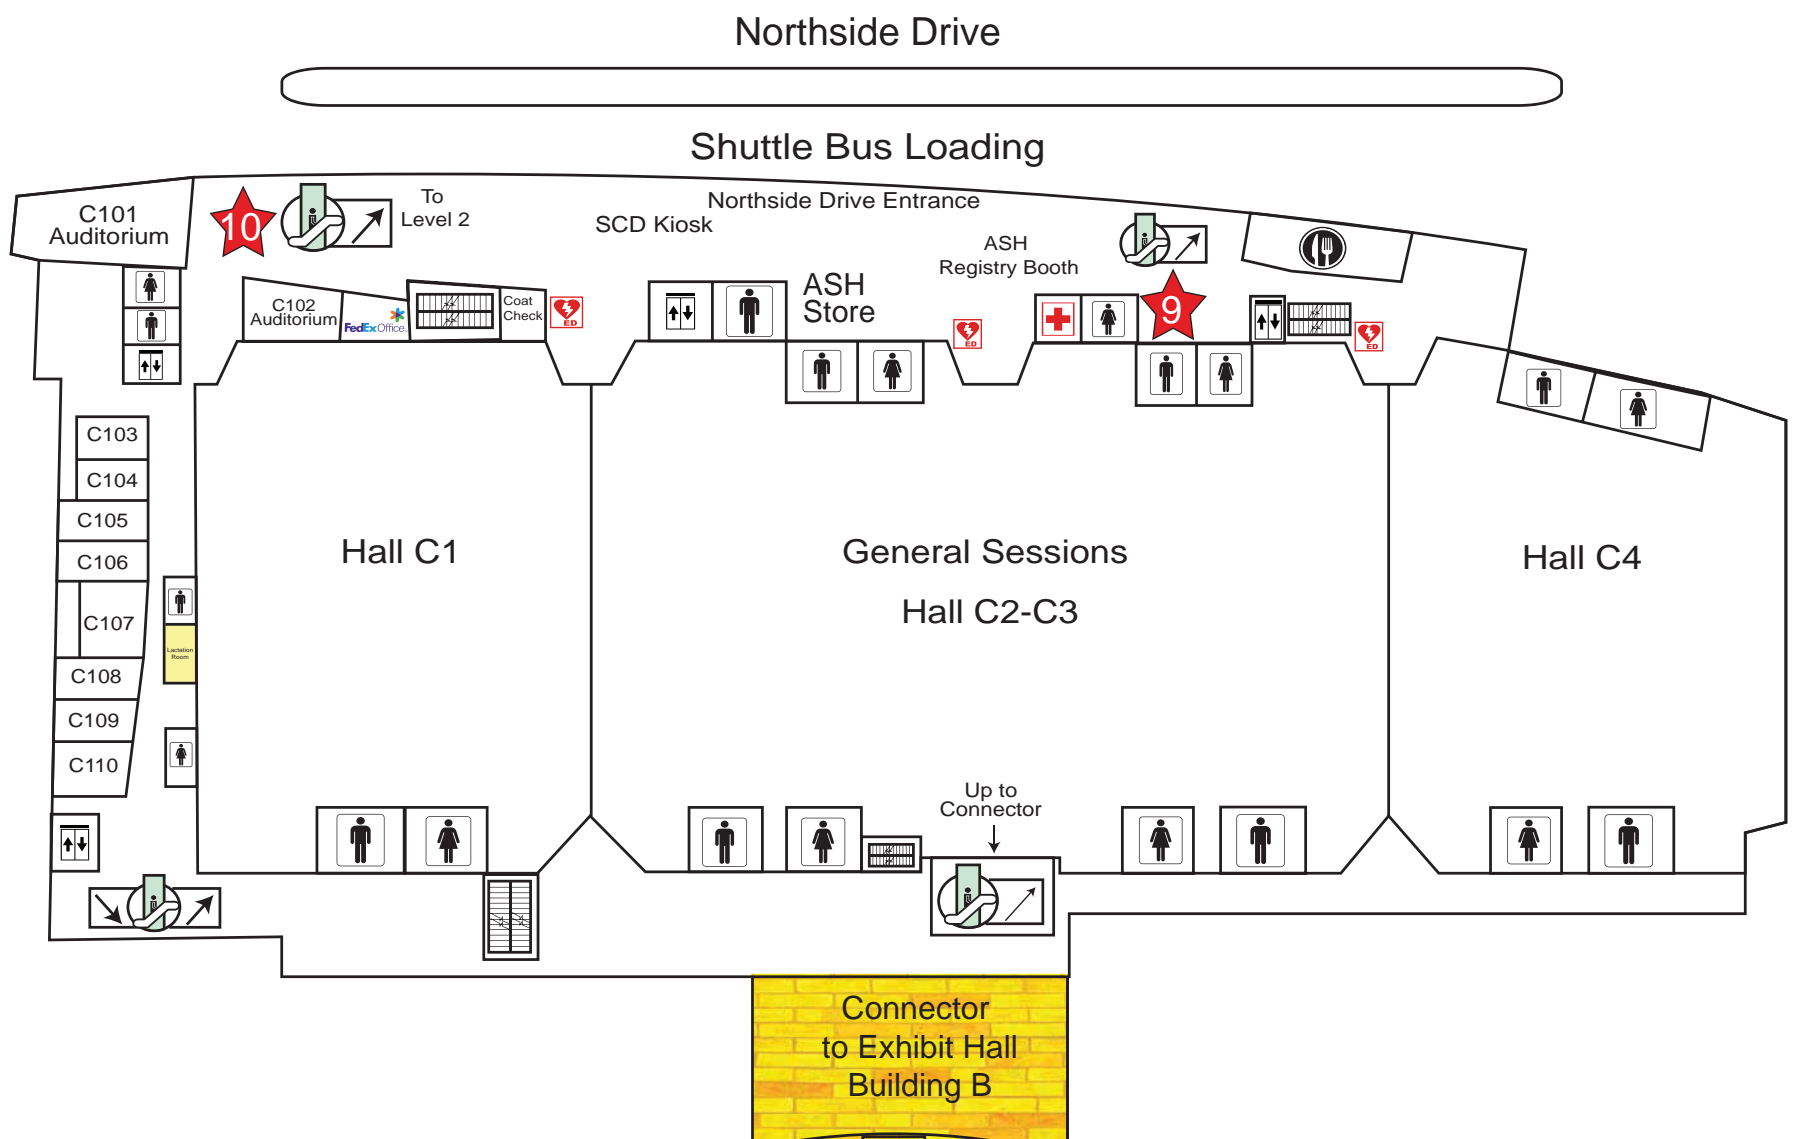 Northside Drive
Shuttle Bus Loading
C101
Auditorium
10
To
Level 2
SCD Kiosk
Northside Drive Entrance
ASH
Registry Booth
9
C102
Auditorium
FedEx Office
Coat
Check
ED
ASH
Store
ED
ED
C103
C104
C105
C106
C107
C108
C109
C110
Lactation
Room
Hall C1
General Sessions
Hall C2-C3
Hall C4
Up to
Connector
Connector
to Exhibit Hall
Building B